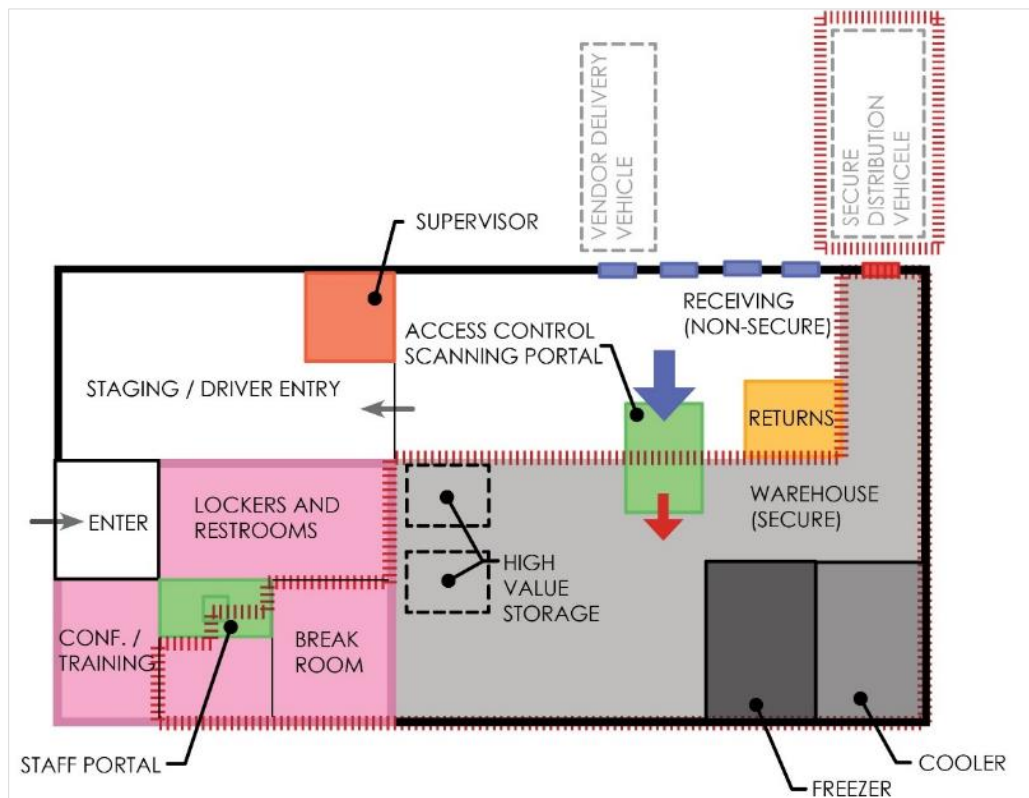 VENDOR DELIVERY
VEHICLE
SECURE
DISTRIBUTION
VEHICELE
SUPERVISOR
RECEIVING
(NON-SECURE)
ACCESS CONTROL
SCANNING PORTAL
STAGING / DRIVER ENTRY
RETURNS
LOCKERS AND
RESTROOMS
ENTER
WAREHOUSE
(SECURE)
HIGH
VALUE
STORAGE
CONF. /
TRAINING
BREAK
ROOM
STAFF PORTAL
COOLER
FREEZER